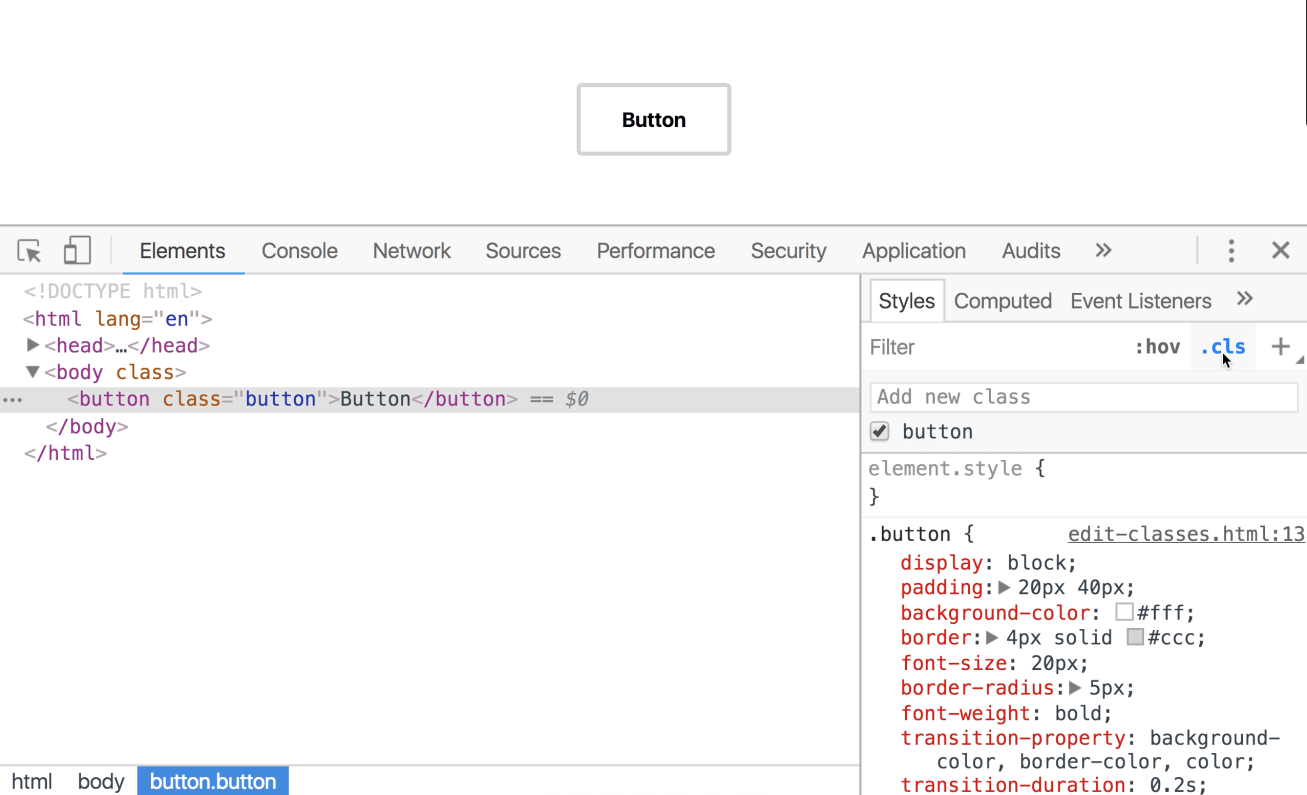 Button
Elements Console Network Sources Performance Security Application Audits »
<!DOCTYPE html>
<html lang="en">
<head>…</head>
<body class>
<button class="button">Button</button> == $0
</body>
</html>
html body button.button
Styles Computed Event Listeners »
Filter :hov .cls +
Add new class
button
element.style {
}
.button { edit-classes.html:13
display: block;
padding: 20px 40px;
background-color: #fff;
border: 4px solid #ccc;
font-size: 20px;
border-radius: 5px;
font-weight: bold;
transition-property: background-
color, border-color, color;
transition-duration: 0.2s;